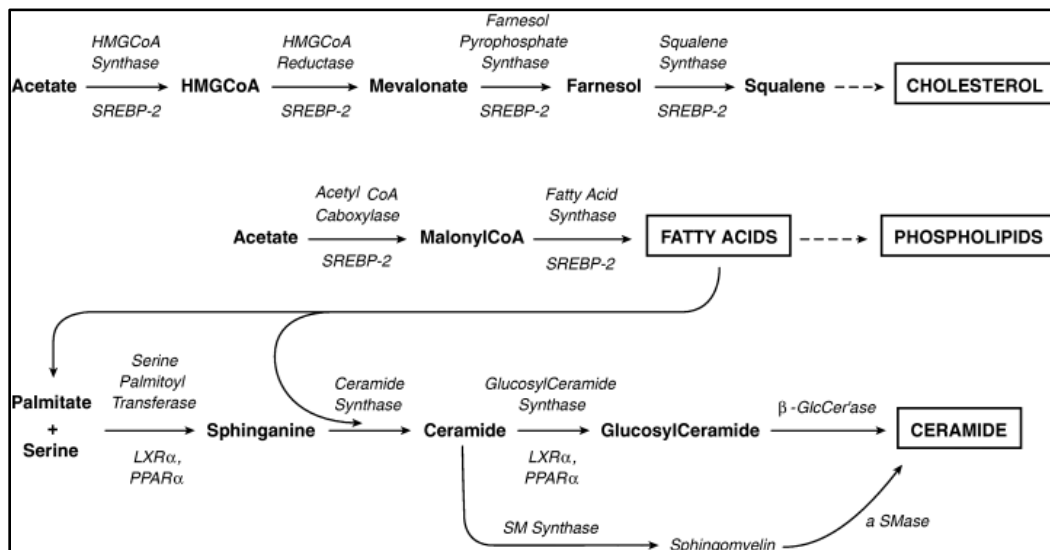 HMGCoA
Synthase
HMGCoA
Reductase
Farnesol
Pyrophosphate
Synthase
Squalene
Synthase
Acetate
HMGCoA
Mevalonate
Farnesol
Squalene
CHOLESTEROL
SREBP-2
SREBP-2
SREBP-2
SREBP-2
Acetyl CoA
Caboxylase
Fatty Acid
Synthase
Acetate
MalonylCoA
FATTY ACIDS
PHOSPHOLIPIDS
SREBP-2
SREBP-2
Serine
Palmitoyl
Transferase
Ceramide
Synthase
GlucosylCeramide
Synthase
β-GlcCer'ase
Palmitate
+
Serine
Sphinganine
Ceramide
GlucosylCeramide
CERAMIDE
LXRα,
PPARα
LXRα,
PPARα
SM Synthase
Sphingomyelin
a SMase